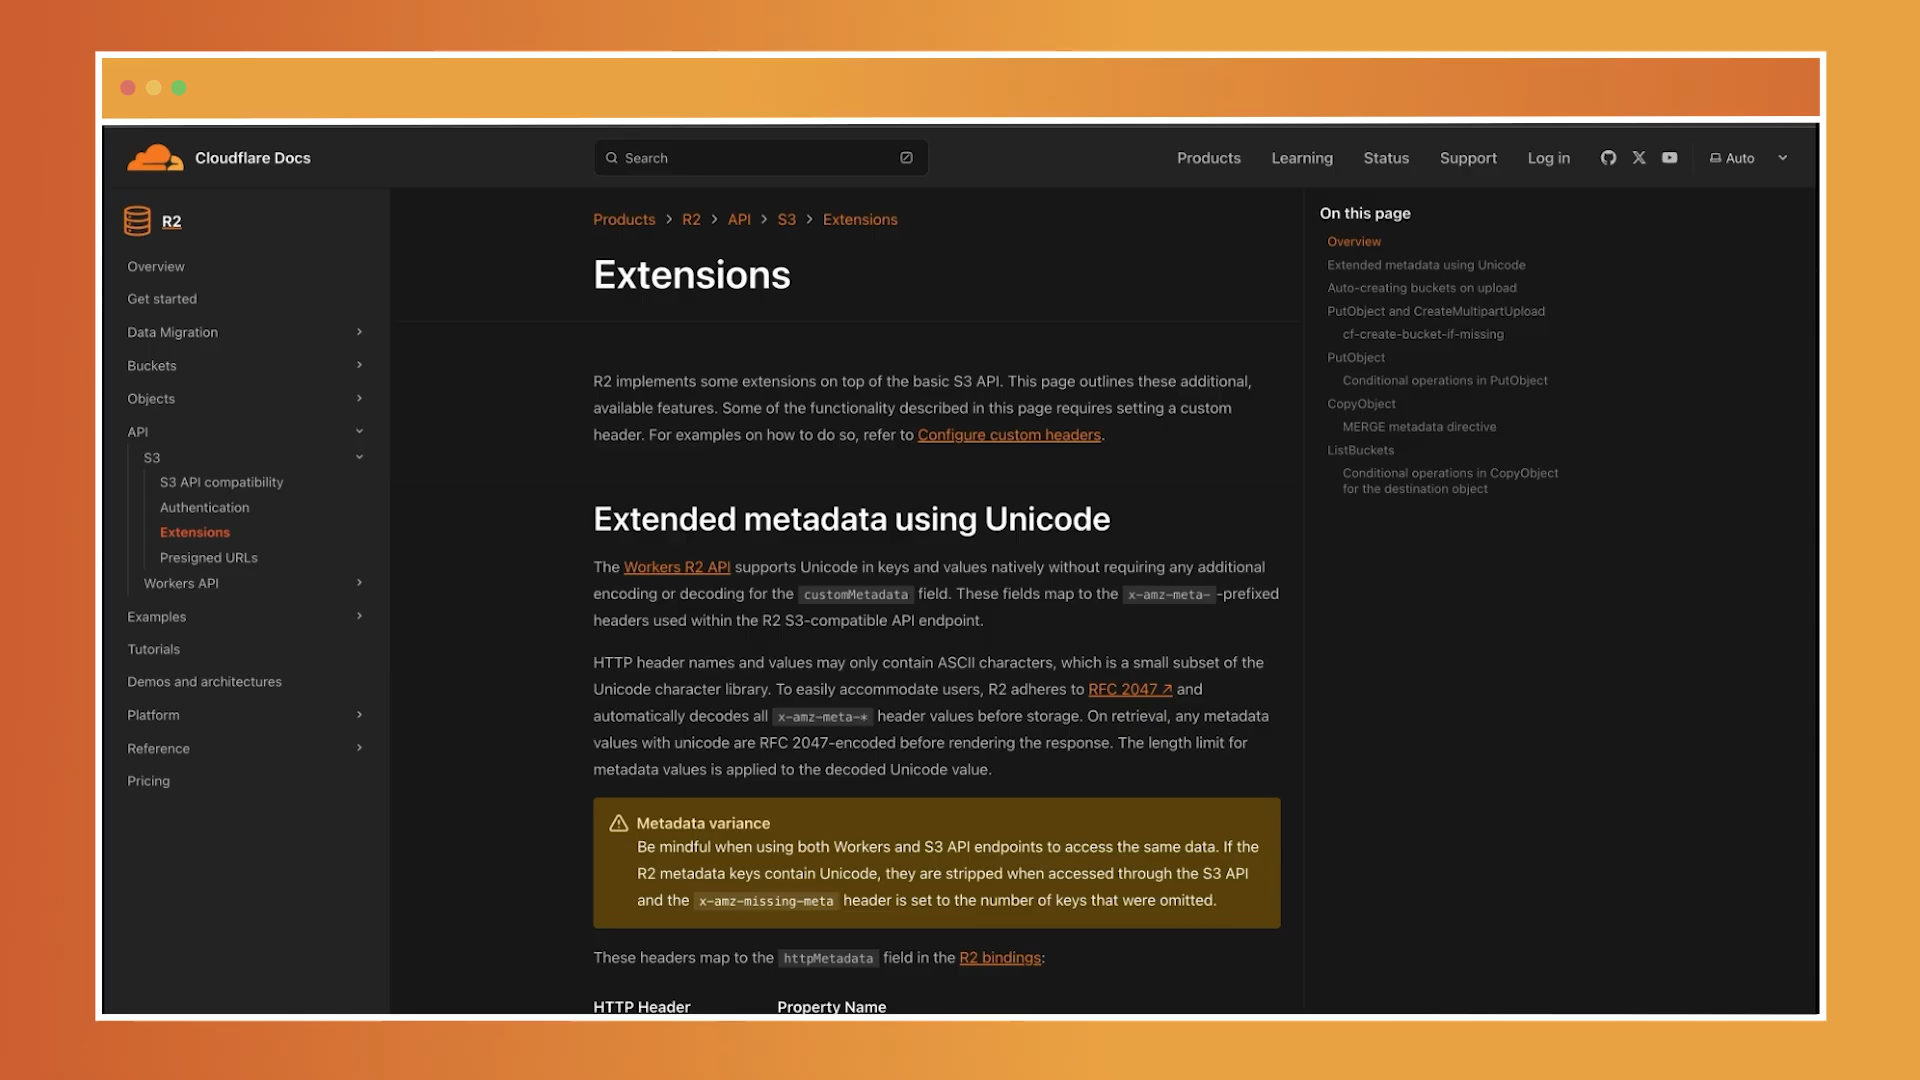 Cloudflare Docs
Search
Products
Learning
Status
Support
Log in
Auto
R2
Overview
Get started
Data Migration
Buckets
Objects
API
S3
S3 API compatibility
Authentication
Extensions
Presigned URLs
Workers API
Examples
Tutorials
Demos and architectures
Platform
Reference
Pricing
Products > R2 > API > S3 > Extensions
Extensions
R2 implements some extensions on top of the basic S3 API. This page outlines these additional,
available features. Some of the functionality described in this page requires setting a custom
header. For examples on how to do so, refer to Configure custom headers.
Extended metadata using Unicode
The Workers R2 API supports Unicode in keys and values natively without requiring any additional
encoding or decoding for the customMetadata field. These fields map to the x-amz-meta- -prefixed
headers used within the R2 S3-compatible API endpoint.
HTTP header names and values may only contain ASCII characters, which is a small subset of the
Unicode character library. To easily accommodate users, R2 adheres to RFC 2047 ↗ and
automatically decodes all x-amz-meta-* header values before storage. On retrieval, any metadata
values with unicode are RFC 2047-encoded before rendering the response. The length limit for
metadata values is applied to the decoded Unicode value.
Metadata variance
Be mindful when using both Workers and S3 API endpoints to access the same data. If the
R2 metadata keys contain Unicode, they are stripped when accessed through the S3 API
and the x-amz-missing-meta header is set to the number of keys that were omitted.
These headers map to the httpMetadata field in the R2 bindings:
HTTP Header
Property Name
On this page
Overview
Extended metadata using Unicode
Auto-creating buckets on upload
PutObject and CreateMultipartUpload
cf-create-bucket-if-missing
PutObject
Conditional operations in PutObject
CopyObject
MERGE metadata directive
ListBuckets
Conditional operations in CopyObject
for the destination object